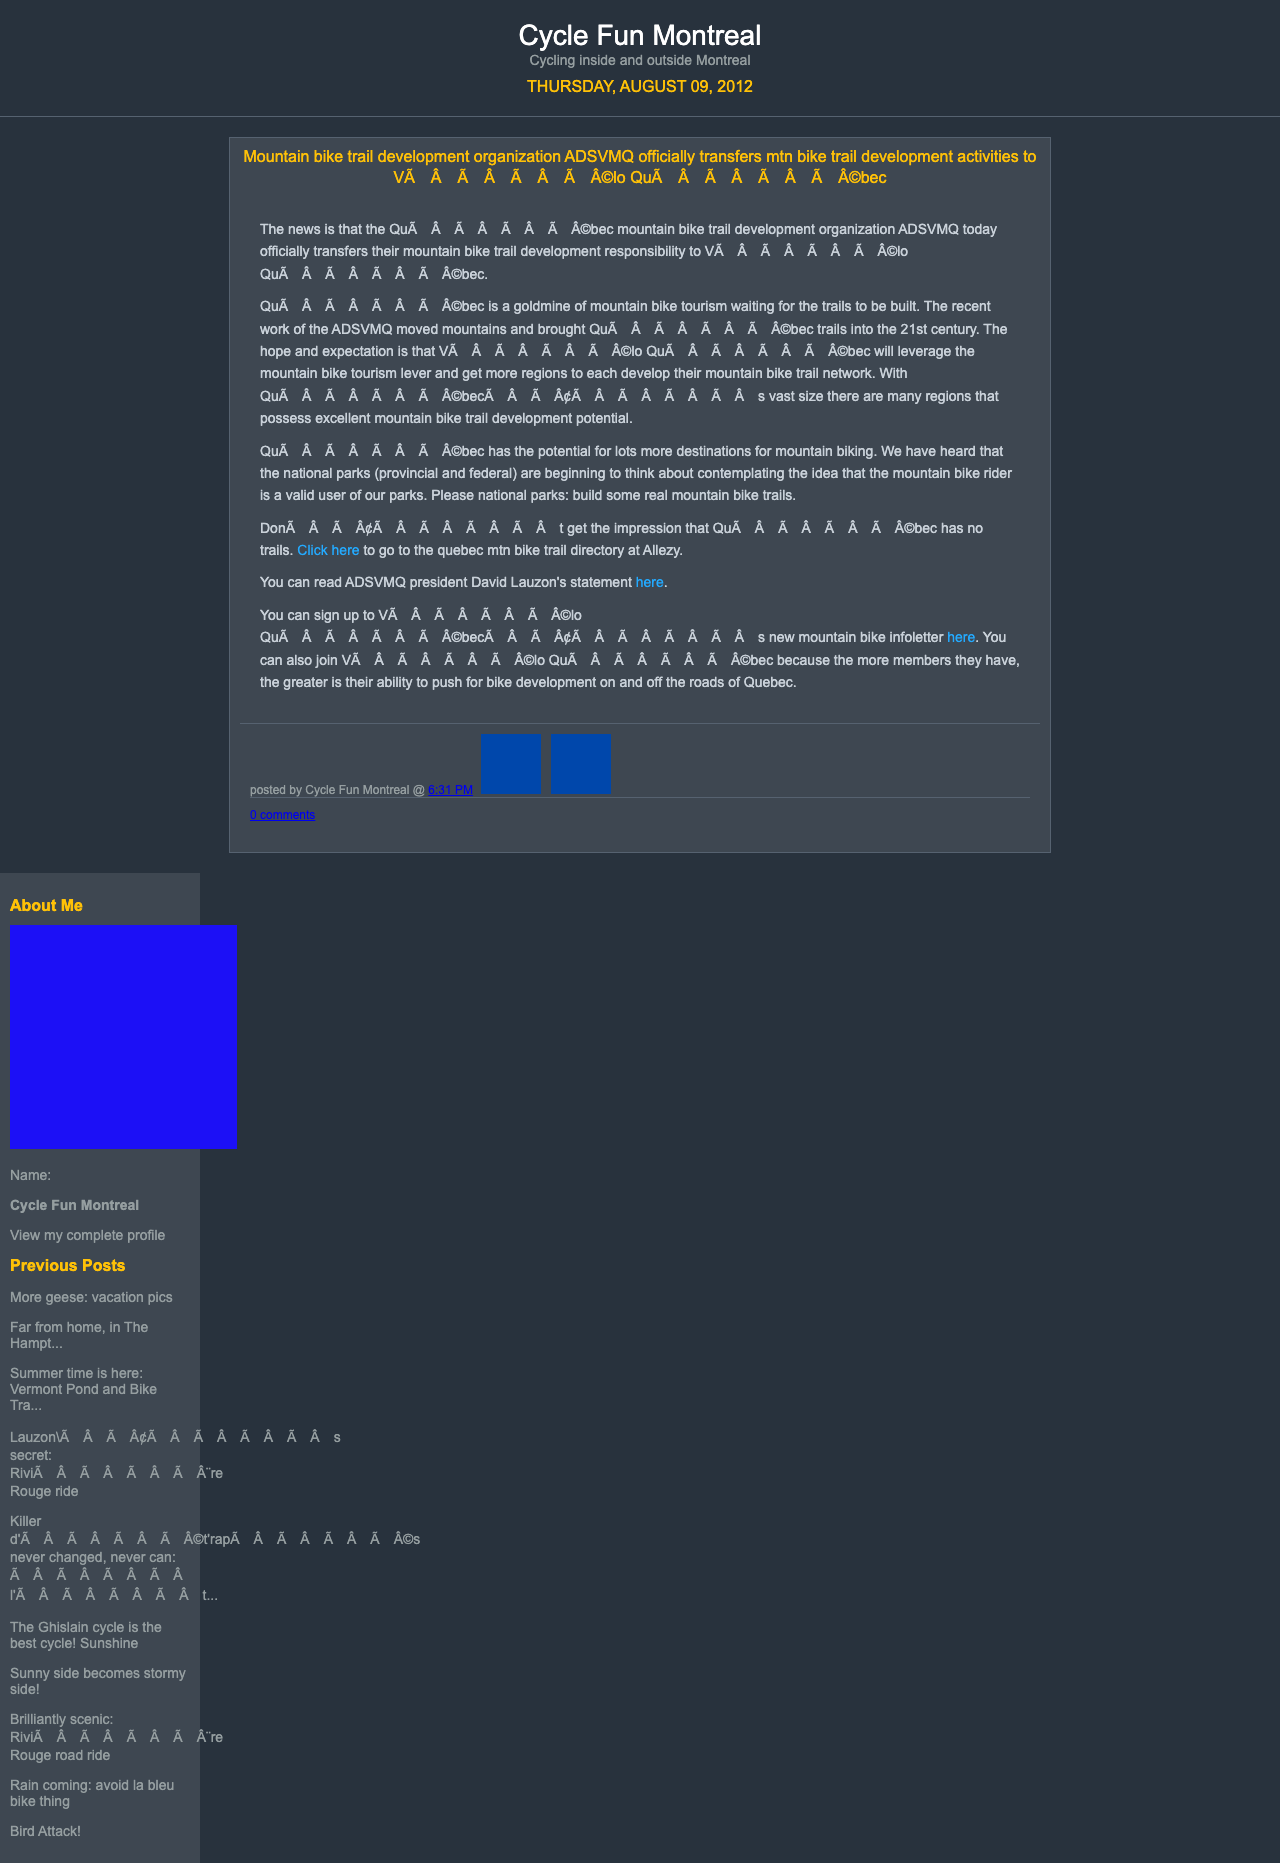 Cycle Fun Montreal
Cycling inside and outside Montreal
THURSDAY, AUGUST 09, 2012
Mountain bike trail development organization ADSVMQ officially transfers mtn bike trail development activities to
VÃ Â Ã Â Ã Â Ã Â©lo QuÃ Â Ã Â Ã Â Ã Â©bec
The news is that the QuÃ Â Ã Â Ã Â Ã Â©bec mountain bike trail development organization ADSVMQ today
officially transfers their mountain bike trail development responsibility to VÃ Â Ã Â Ã Â Ã Â©lo
QuÃ Â Ã Â Ã Â Ã Â©bec.
QuÃ Â Ã Â Ã Â Ã Â©bec is a goldmine of mountain bike tourism waiting for the trails to be built. The recent
work of the ADSVMQ moved mountains and brought QuÃ Â Ã Â Ã Â Ã Â©bec trails into the 21st century. The
hope and expectation is that VÃ Â Ã Â Ã Â Ã Â©lo QuÃ Â Ã Â Ã Â Ã Â©bec will leverage the
mountain bike tourism lever and get more regions to each develop their mountain bike trail network. With
QuÃ Â Ã Â Ã Â Ã Â©becÃ Â Ã Â¢Ã Â Ã Â Ã Â Ã Â s vast size there are many regions that
possess excellent mountain bike trail development potential.
QuÃ Â Ã Â Ã Â Ã Â©bec has the potential for lots more destinations for mountain biking. We have heard that
the national parks (provincial and federal) are beginning to think about contemplating the idea that the mountain bike rider
is a valid user of our parks. Please national parks: build some real mountain bike trails.
DonÃ Â Ã Â¢Ã Â Ã Â Ã Â Ã Â t get the impression that QuÃ Â Ã Â Ã Â Ã Â©bec has no
trails. Click here to go to the quebec mtn bike trail directory at Allezy.
You can read ADSVMQ president David Lauzon's statement here.
You can sign up to VÃ Â Ã Â Ã Â Ã Â©lo
QuÃ Â Ã Â Ã Â Ã Â©becÃ Â Ã Â¢Ã Â Ã Â Ã Â Ã Â s new mountain bike infoletter here. You
can also join VÃ Â Ã Â Ã Â Ã Â©lo QuÃ Â Ã Â Ã Â Ã Â©bec because the more members they have,
the greater is their ability to push for bike development on and off the roads of Quebec.
posted by Cycle Fun Montreal @ 6:31 PM
0 comments
About Me
Name:
Cycle Fun Montreal
View my complete profile
Previous Posts
More geese: vacation pics
Far from home, in The
Hampt...
Summer time is here:
Vermont Pond and Bike
Tra...
Lauzon\Ã Â Ã Â¢Ã Â Ã Â Ã Â Ã Â s
secret:
RiviÃ Â Ã Â Ã Â Ã Â¨re
Rouge ride
Killer
d'Ã Â Ã Â Ã Â Ã Â©t'rapÃ Â Ã Â Ã Â Ã Â©s
never changed, never can:
Ã Â Ã Â Ã Â Ã Â
l'Ã Â Ã Â Ã Â Ã Â t...
The Ghislain cycle is the
best cycle! Sunshine
Sunny side becomes stormy
side!
Brilliantly scenic:
RiviÃ Â Ã Â Ã Â Ã Â¨re
Rouge road ride
Rain coming: avoid la bleu
bike thing
Bird Attack!